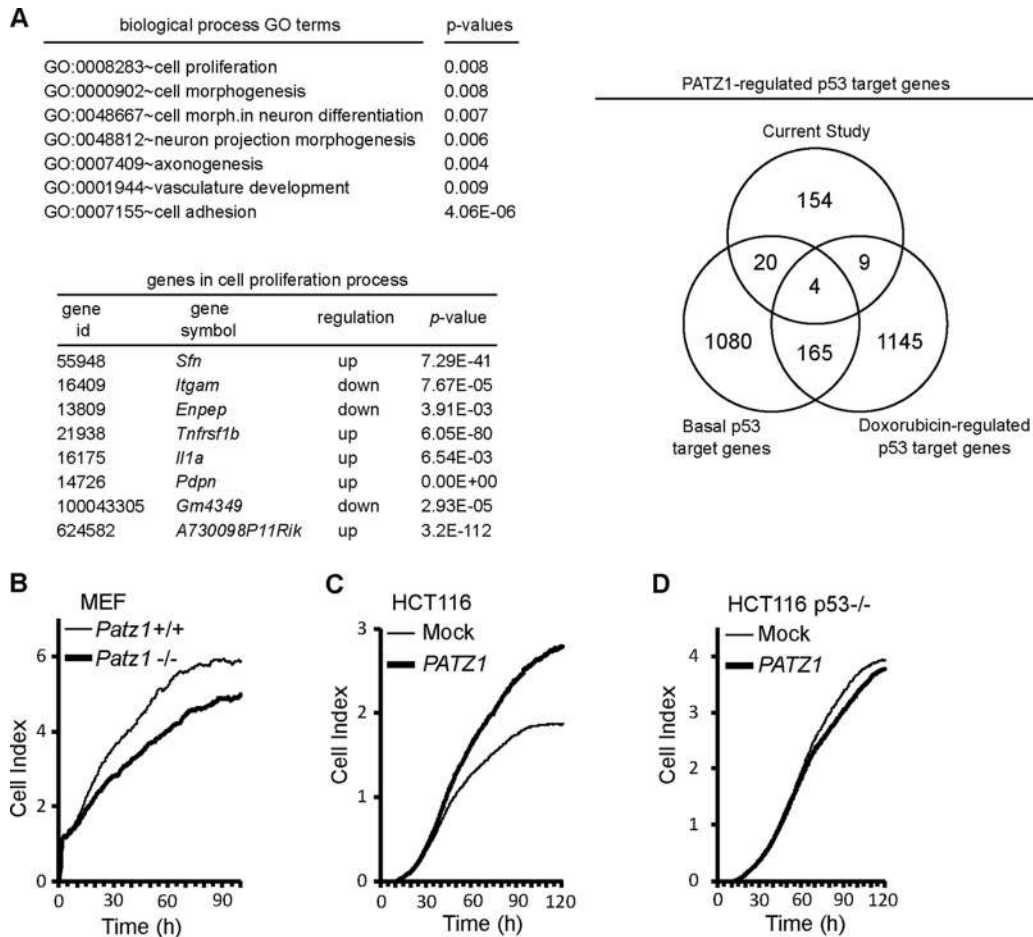 A
biological process GO terms p-values
GO:0008283~cell proliferation 0.008
GO:0000902~cell morphogenesis 0.008
GO:0048667~cell morph.in neuron differentiation 0.007
GO:0048812~neuron projection morphogenesis 0.006
GO:0007409~axonogenesis 0.004
GO:0001944~vasculature development 0.009
GO:0007155~cell adhesion 4.06E-06
genes in cell proliferation process
gene id gene symbol regulation p-value
55948 Sfn up 7.29E-41
16409 Itgam down 7.67E-05
13809 Enpep down 3.91E-03
21938 Tnfrsf1b up 6.05E-80
16175 Il1a up 6.54E-03
14726 Pdpn up 0.00E+00
100043305 Gm4349 down 2.93E-05
624582 A730098P11Rik up 3.2E-112
PATZ1-regulated p53 target genes
Current Study
154
20 4 9
1080 165 1145
Basal p53 target genes
Doxorubicin-regulated p53 target genes
B
MEF
Patz1+/+
Patz1 -/-
Cell Index
6
4
2
0
0 30 60 90
Time (h)
C
HCT116
Mock
PATZ1
Cell Index
3
2
1
0
0 30 60 90 120
Time (h)
D
HCT116 p53-/-
Mock
PATZ1
Cell Index
4
3
2
1
0
0 30 60 90 120
Time (h)